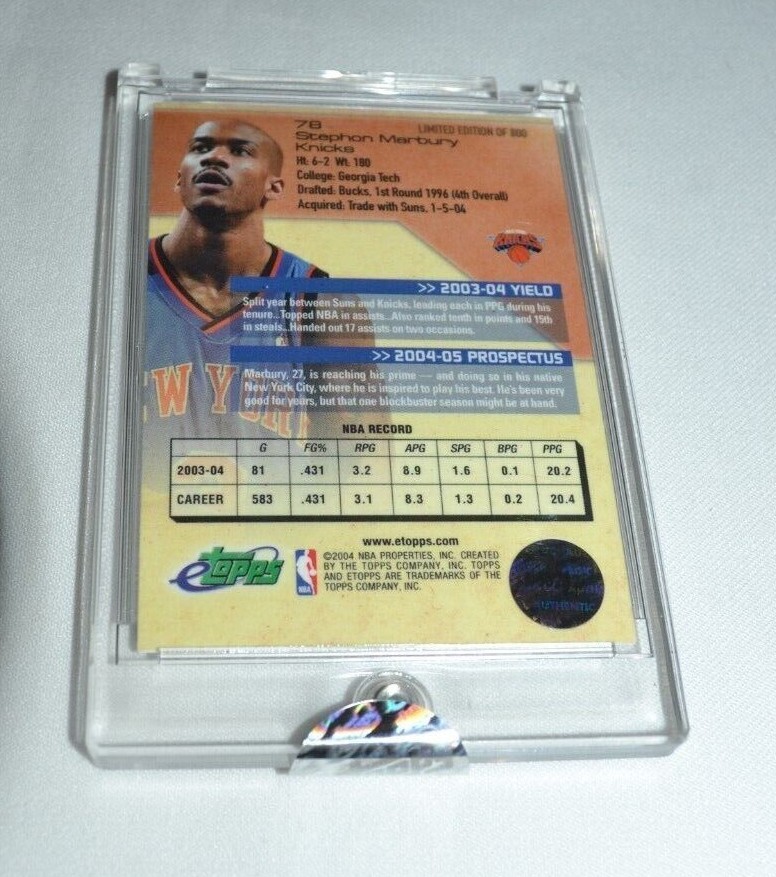 78
LIMITED EDITION OF 800
Stephon Marbury
Knicks
Ht: 6-2 Wt: 180
College: Georgia Tech
Drafted: Bucks, 1st Round 1996 (4th Overall)
Acquired: Trade with Suns, 1-5-04
KNICKS
>> 2003-04 YIELD
Split year between Suns and Knicks, leading each in PPG during his
tenure...Topped NBA in assists...Also ranked tenth in points and 15th
in steals...Handed out 17 assists on two occasions.
>> 2004-05 PROSPECTUS
Marbury, 27, is reaching his prime — and doing so in his native
New York City, where he is inspired to play his best. He's been very
good for years, but that one blockbuster season might be at hand.
W YORK
NBA RECORD
G FG% RPG APG SPG BPG PPG
2003-04 81 .431 3.2 8.9 1.6 0.1 20.2
CAREER 583 .431 3.1 8.3 1.3 0.2 20.4
www.etopps.com
etopps
NBA
©2004 NBA PROPERTIES, INC. CREATED
BY THE TOPPS COMPANY, INC. TOPPS
AND ETOPPS ARE TRADEMARKS OF THE
TOPPS COMPANY, INC.
AUTHENTIC